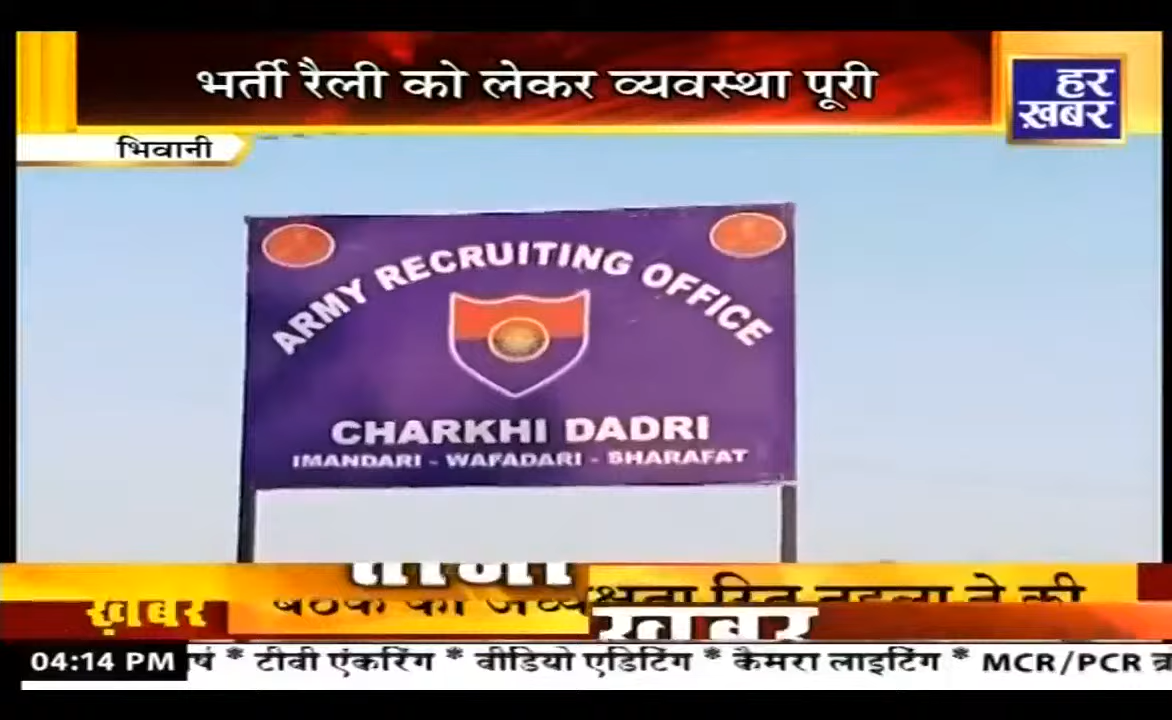 भर्ती रैली को लेकर व्यवस्था पूरी
हर
ख़बर
भिवानी
ARMY RECRUITING OFFICE
CHARKHI DADRI
IMANDARI - WAFADARI - SHARAFAT
ख़बर
04:14 PM
र्ष * टीवी एंकरिंग * वीडियो एडिटिंग * कैमरा लाइटिंग * MCR/PCR